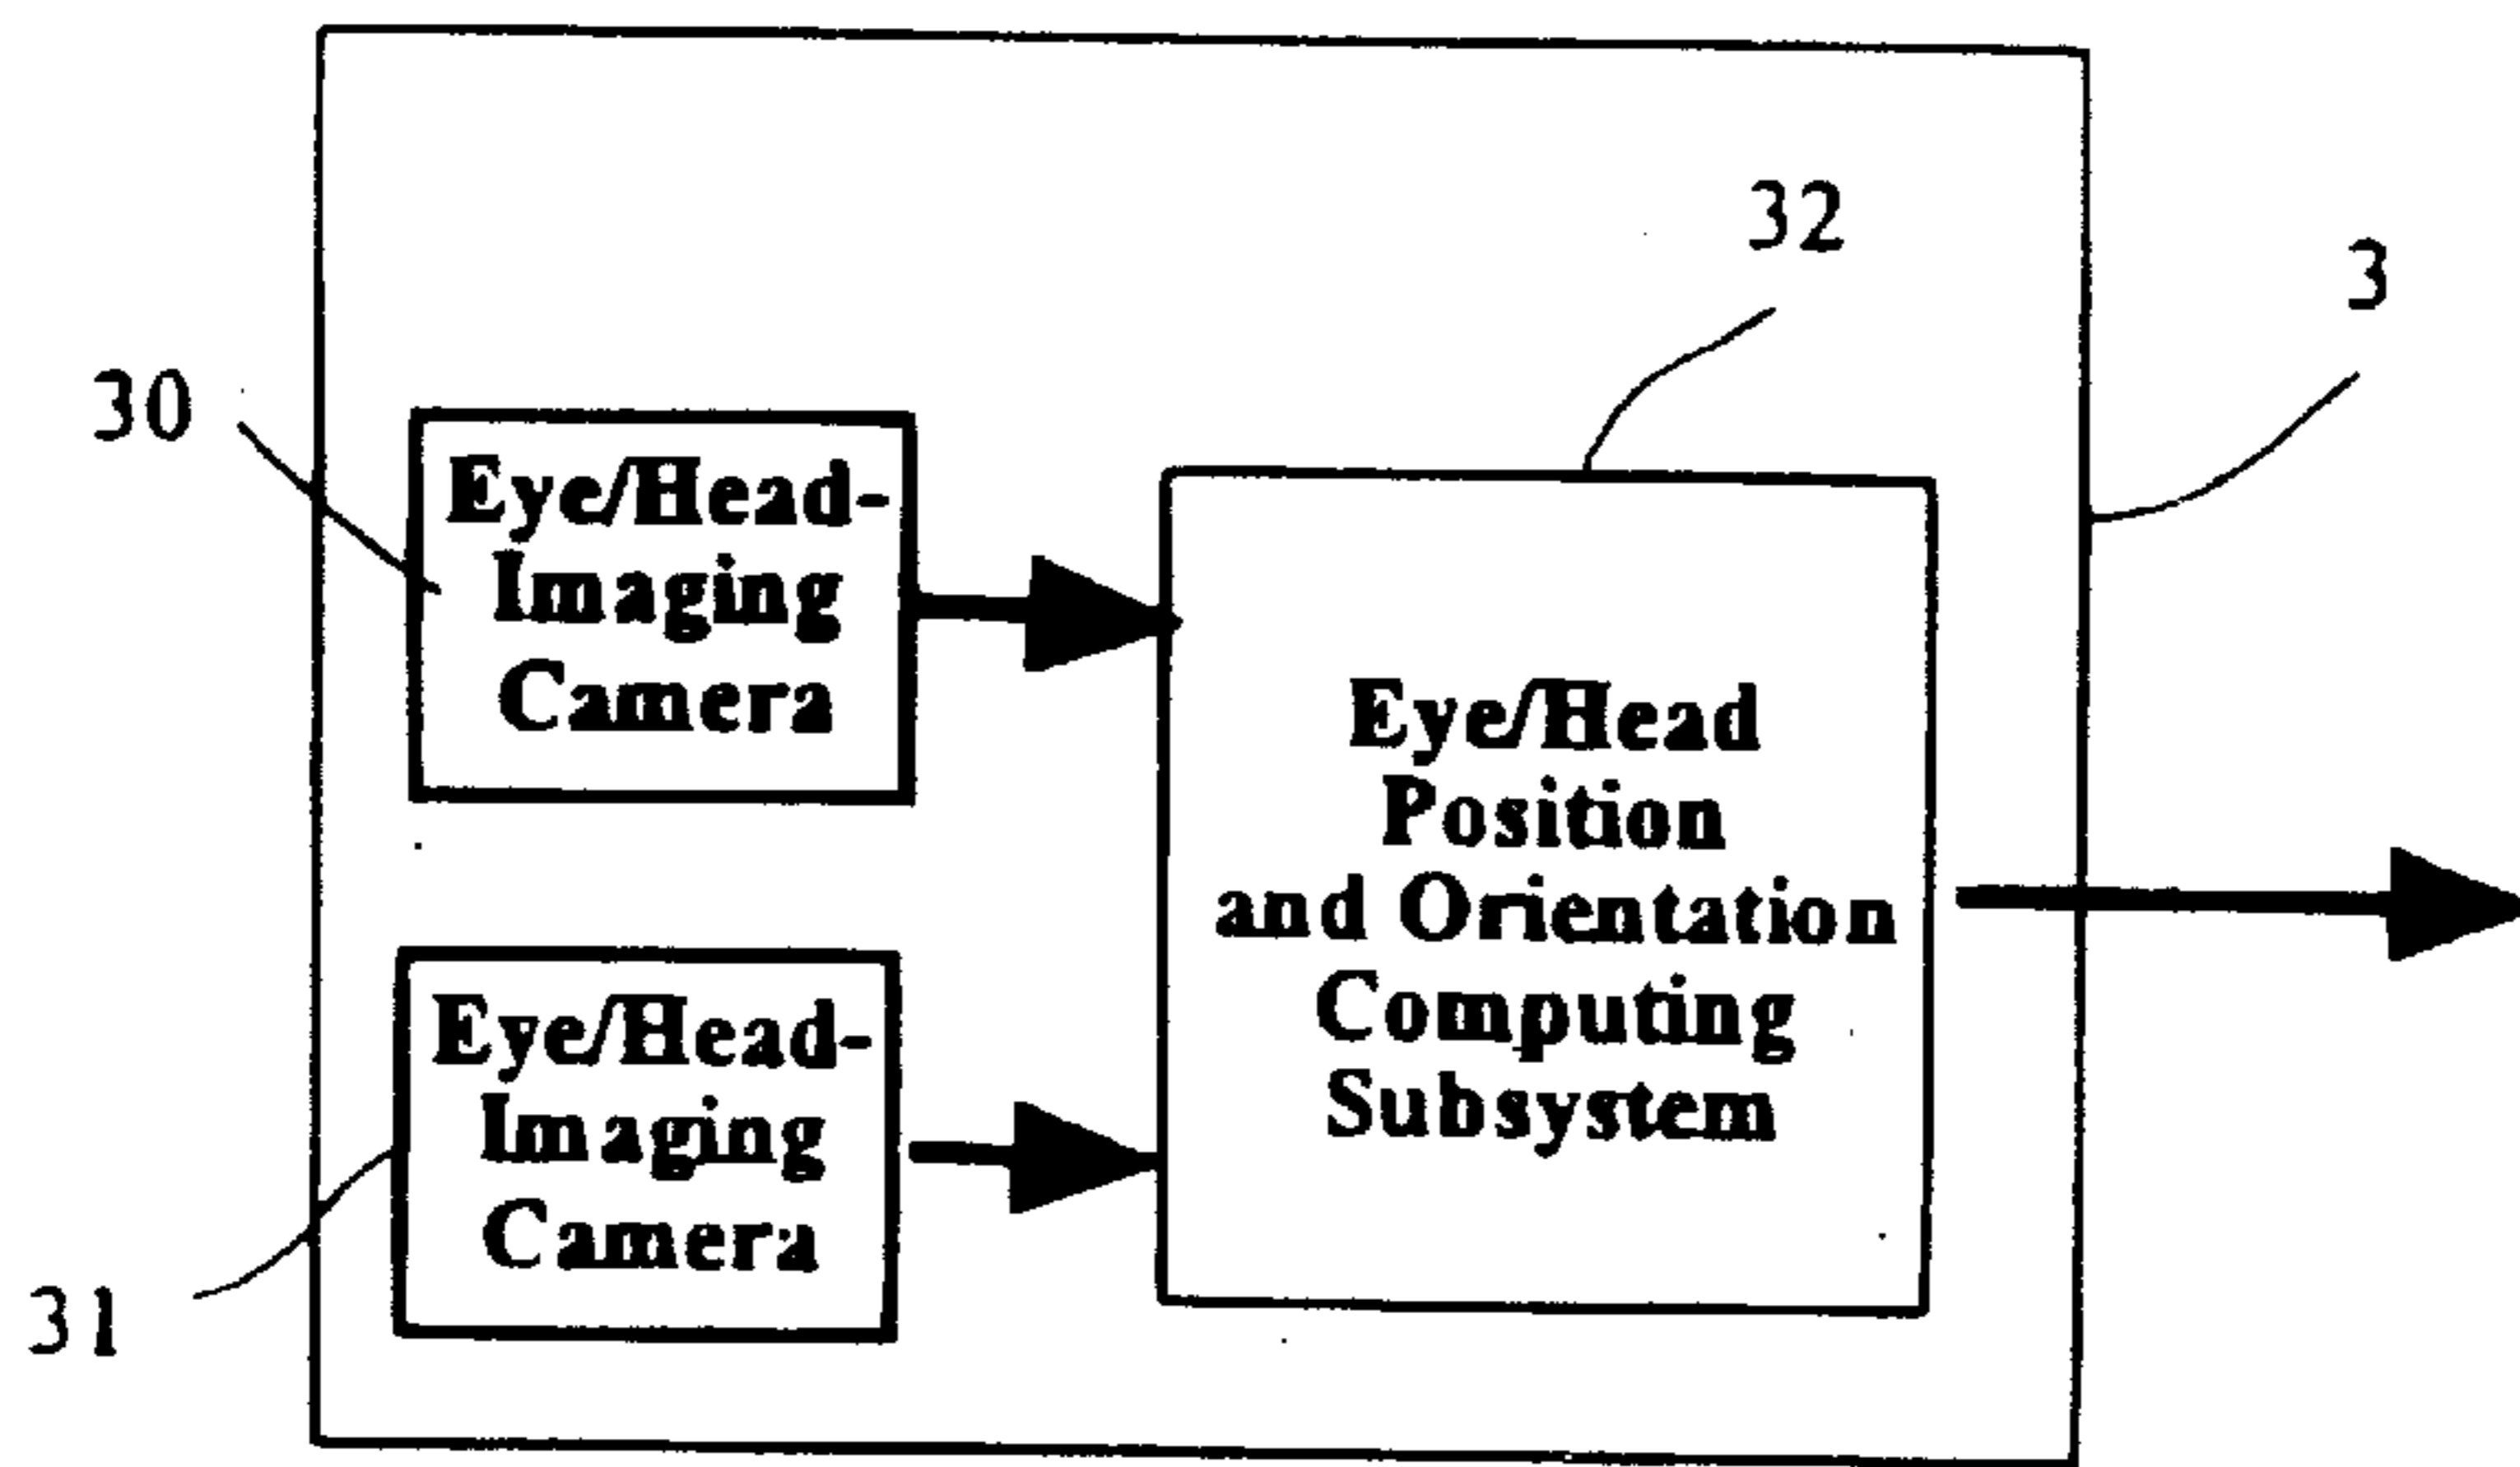 32
3
30
Eye/Head-
Imaging
Camera
Eye/Head
Position
and Orientation
Computing
Subsystem
Eye/Head-
Imaging
Camera
31